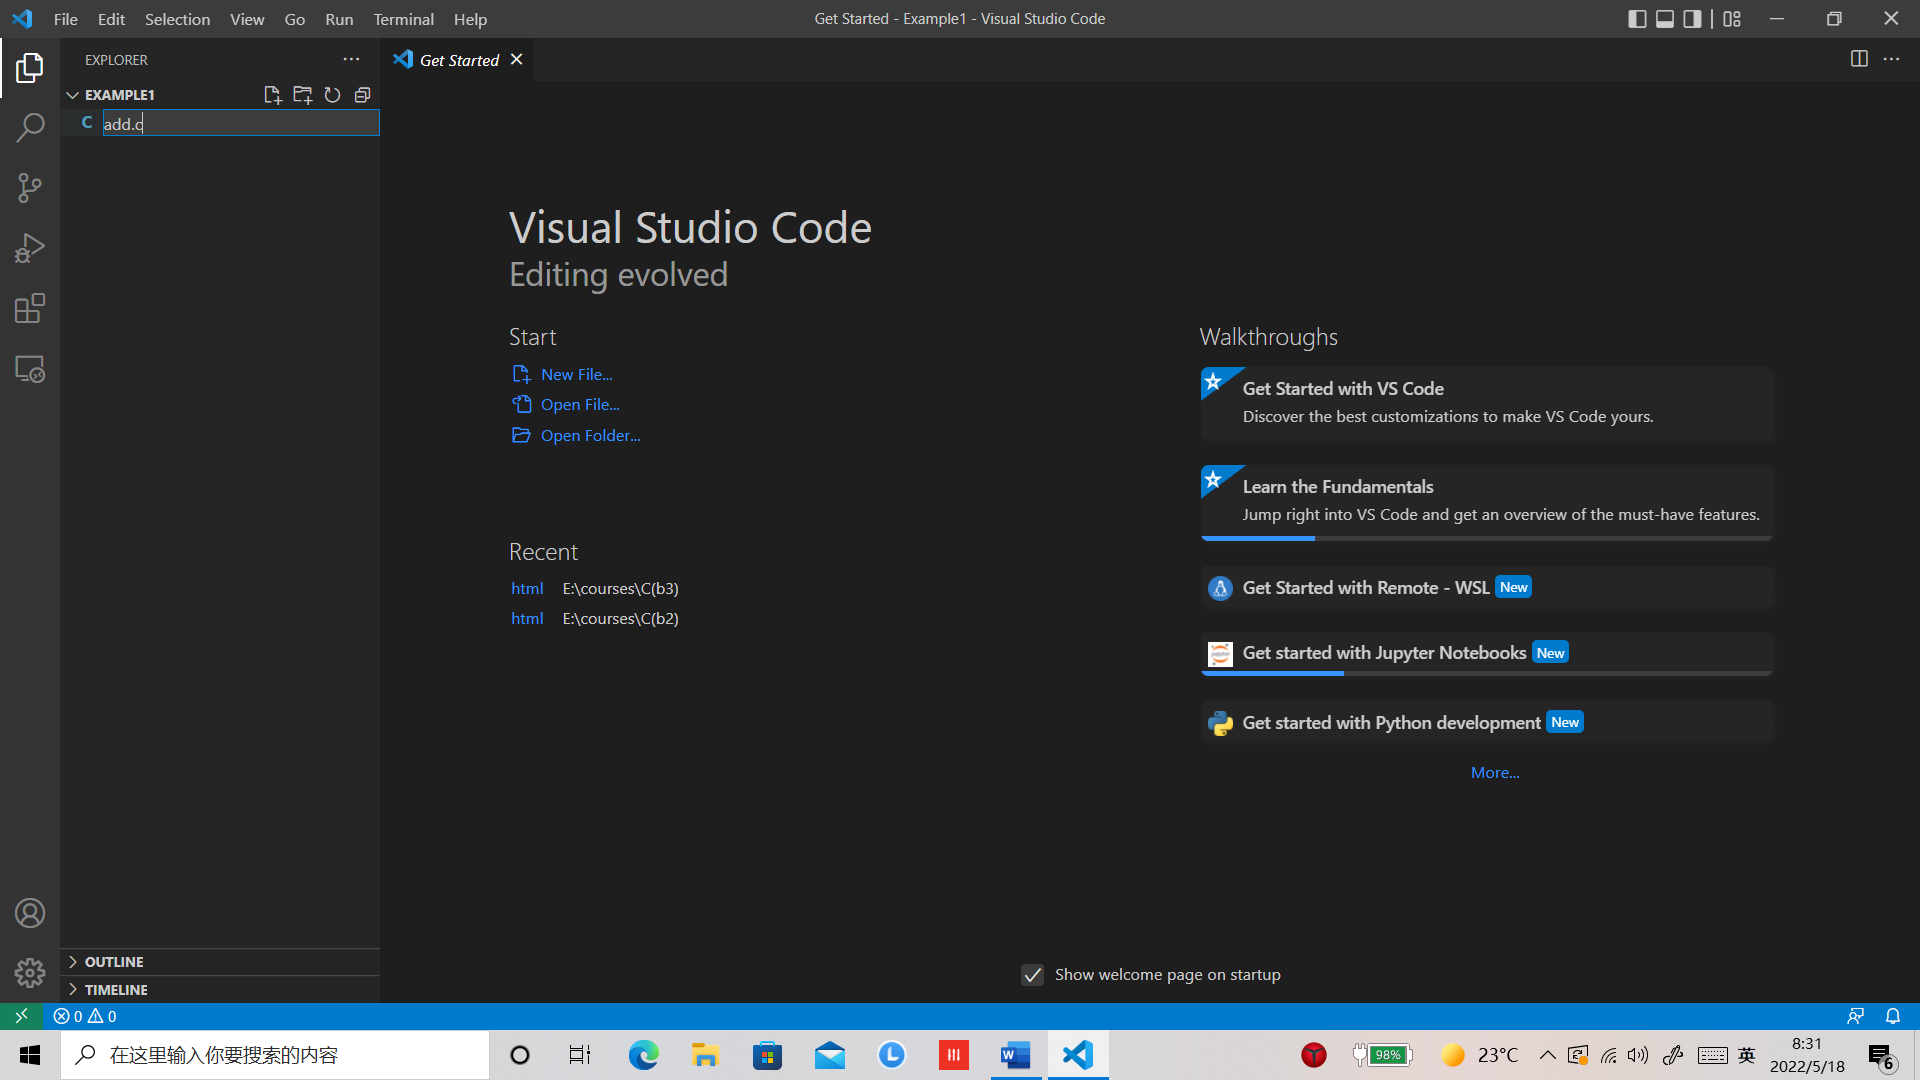 File Edit Selection View Go Run Terminal Help
Get Started - Example1 - Visual Studio Code
EXPLORER
Get Started
EXAMPLE1
C add.c
Visual Studio Code
Editing evolved
Start
New File...
Open File...
Open Folder...
Recent
html E:\courses\C(b3)
html E:\courses\C(b2)
Walkthroughs
Get Started with VS Code
Discover the best customizations to make VS Code yours.
Learn the Fundamentals
Jump right into VS Code and get an overview of the must-have features.
Get Started with Remote - WSL New
Get started with Jupyter Notebooks New
Get started with Python development New
More...
OUTLINE
TIMELINE
Show welcome page on startup
0 0
在这里输入你要搜索的内容
W
98%
23°C
英
8:31
2022/5/18
6